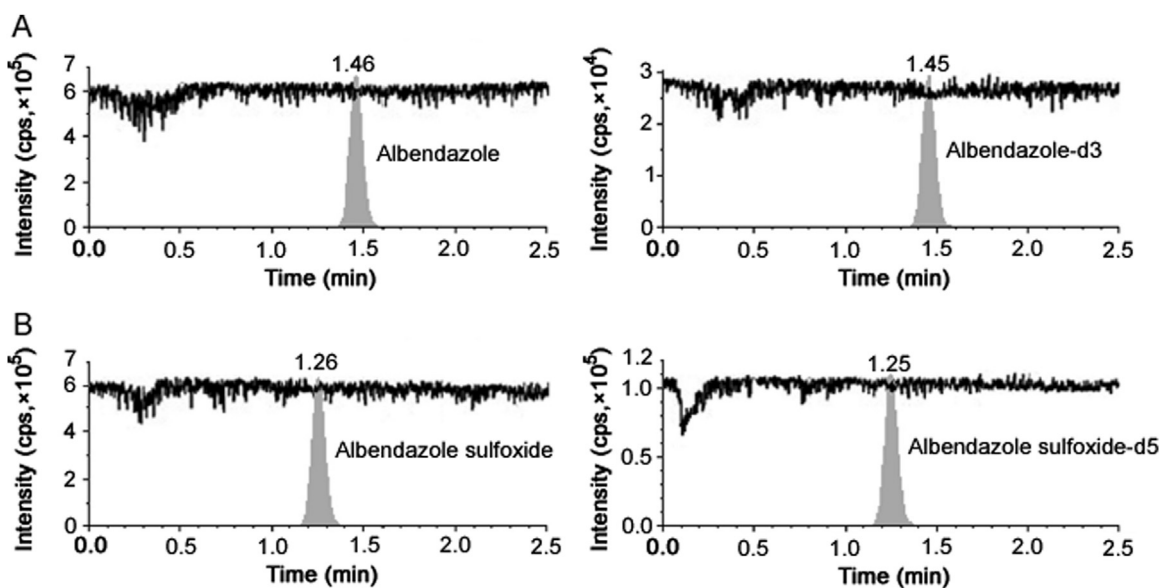 A
Intensity (cps,×10⁵)
7
6
4
2
0
1.46
Albendazole
0.0 0.5 1.0 1.5 2.0 2.5
Time (min)
Intensity (cps,×10⁴)
3
2
1
0
1.45
Albendazole-d3
0.0 0.5 1.0 1.5 2.0 2.5
Time (min)
B
Intensity (cps,×10⁵)
7
6
4
2
0
1.26
Albendazole sulfoxide
0.0 0.5 1.0 1.5 2.0 2.5
Time (min)
Intensity (cps,×10⁵)
1.2
1.0
0.5
0.0
1.25
Albendazole sulfoxide-d5
0.0 0.5 1.0 1.5 2.0 2.5
Time (min)